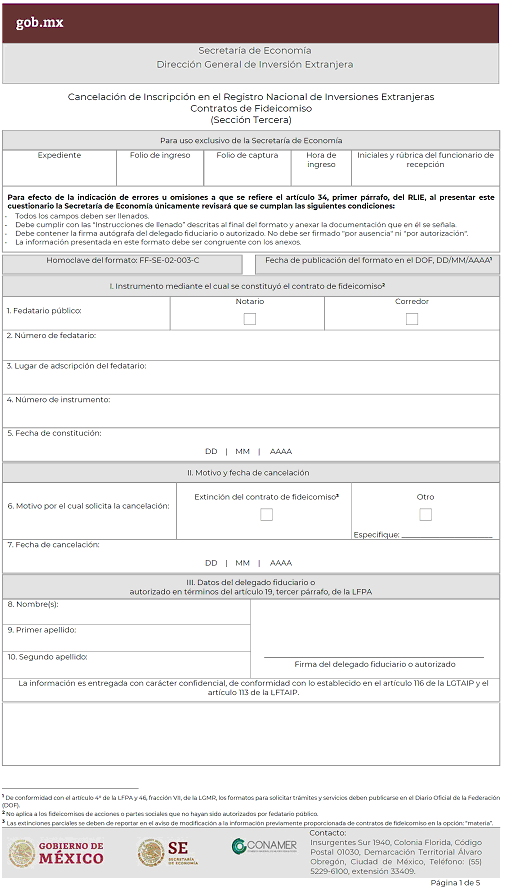 gob.mx
Secretaría de Economía
Dirección General de Inversión Extranjera
Cancelación de Inscripción en el Registro Nacional de Inversiones Extranjeras
Contratos de Fideicomiso
(Sección Tercera)
Para uso exclusivo de la Secretaría de Economía
Expediente
Folio de ingreso
Folio de captura
Hora de
ingreso
Iniciales y rúbrica del funcionario de
recepción
Para efecto de la indicación de errores u omisiones a que se refiere el artículo 34, primer párrafo, del RLIE, al presentar este
cuestionario la Secretaría de Economía únicamente revisará que se cumplan las siguientes condiciones:
- Todos los campos deben ser llenados.
- Debe cumplir con las "Instrucciones de llenado" descritas al final del formato y anexar la documentación que en él se señala.
- Debe contener la firma autógrafa del delegado fiduciario o autorizado. No debe ser firmado "por ausencia" ni "por autorización".
- La información presentada en este formato debe ser congruente con los anexos.
Homoclave del formato: FF-SE-02-003-C
Fecha de publicación del formato en el DOF, DD/MM/AAAA¹
I. Instrumento mediante el cual se constituyó el contrato de fideicomiso²
1. Fedatario público:
Notario
Corredor
2. Número de fedatario:
3. Lugar de adscripción del fedatario:
4. Número de instrumento:
5. Fecha de constitución:
DD | MM | AAAA
II. Motivo y fecha de cancelación
6. Motivo por el cual solicita la cancelación:
Extinción del contrato de fideicomiso³
Otro
Especifique: 
7. Fecha de cancelación:
DD | MM | AAAA
III. Datos del delegado fiduciario o
autorizado en términos del artículo 19, tercer párrafo, de la LFPA
8. Nombre(s):
9. Primer apellido:
10. Segundo apellido:
Firma del delegado fiduciario o autorizado
La información es entregada con carácter confidencial, de conformidad con lo establecido en el artículo 116 de la LGTAIP y el
artículo 113 de la LFTAIP.
¹ De conformidad con el artículo 4º de la LFPA y 46, fracción VII, de la LGMR, los formatos para solicitar trámites y servicios deben publicarse en el Diario Oficial de la Federación
(DOF).
² No aplica a los fideicomisos de acciones o partes sociales que no hayan sido autorizados por fedatario público.
³ Las extinciones parciales se deben de reportar en el aviso de modificación a la información previamente proporcionada de contratos de fideicomiso en la opción: "materia".
GOBIERNO DE
MÉXICO
SE
SECRETARÍA
DE ECONOMÍA
CONAMER
Contacto:
Insurgentes Sur 1940, Colonia Florida, Código
Postal 01030, Demarcación Territorial Álvaro
Obregón, Ciudad de México, Teléfono: (55)
5229-6100, extensión 33409.
Página 1 de 5